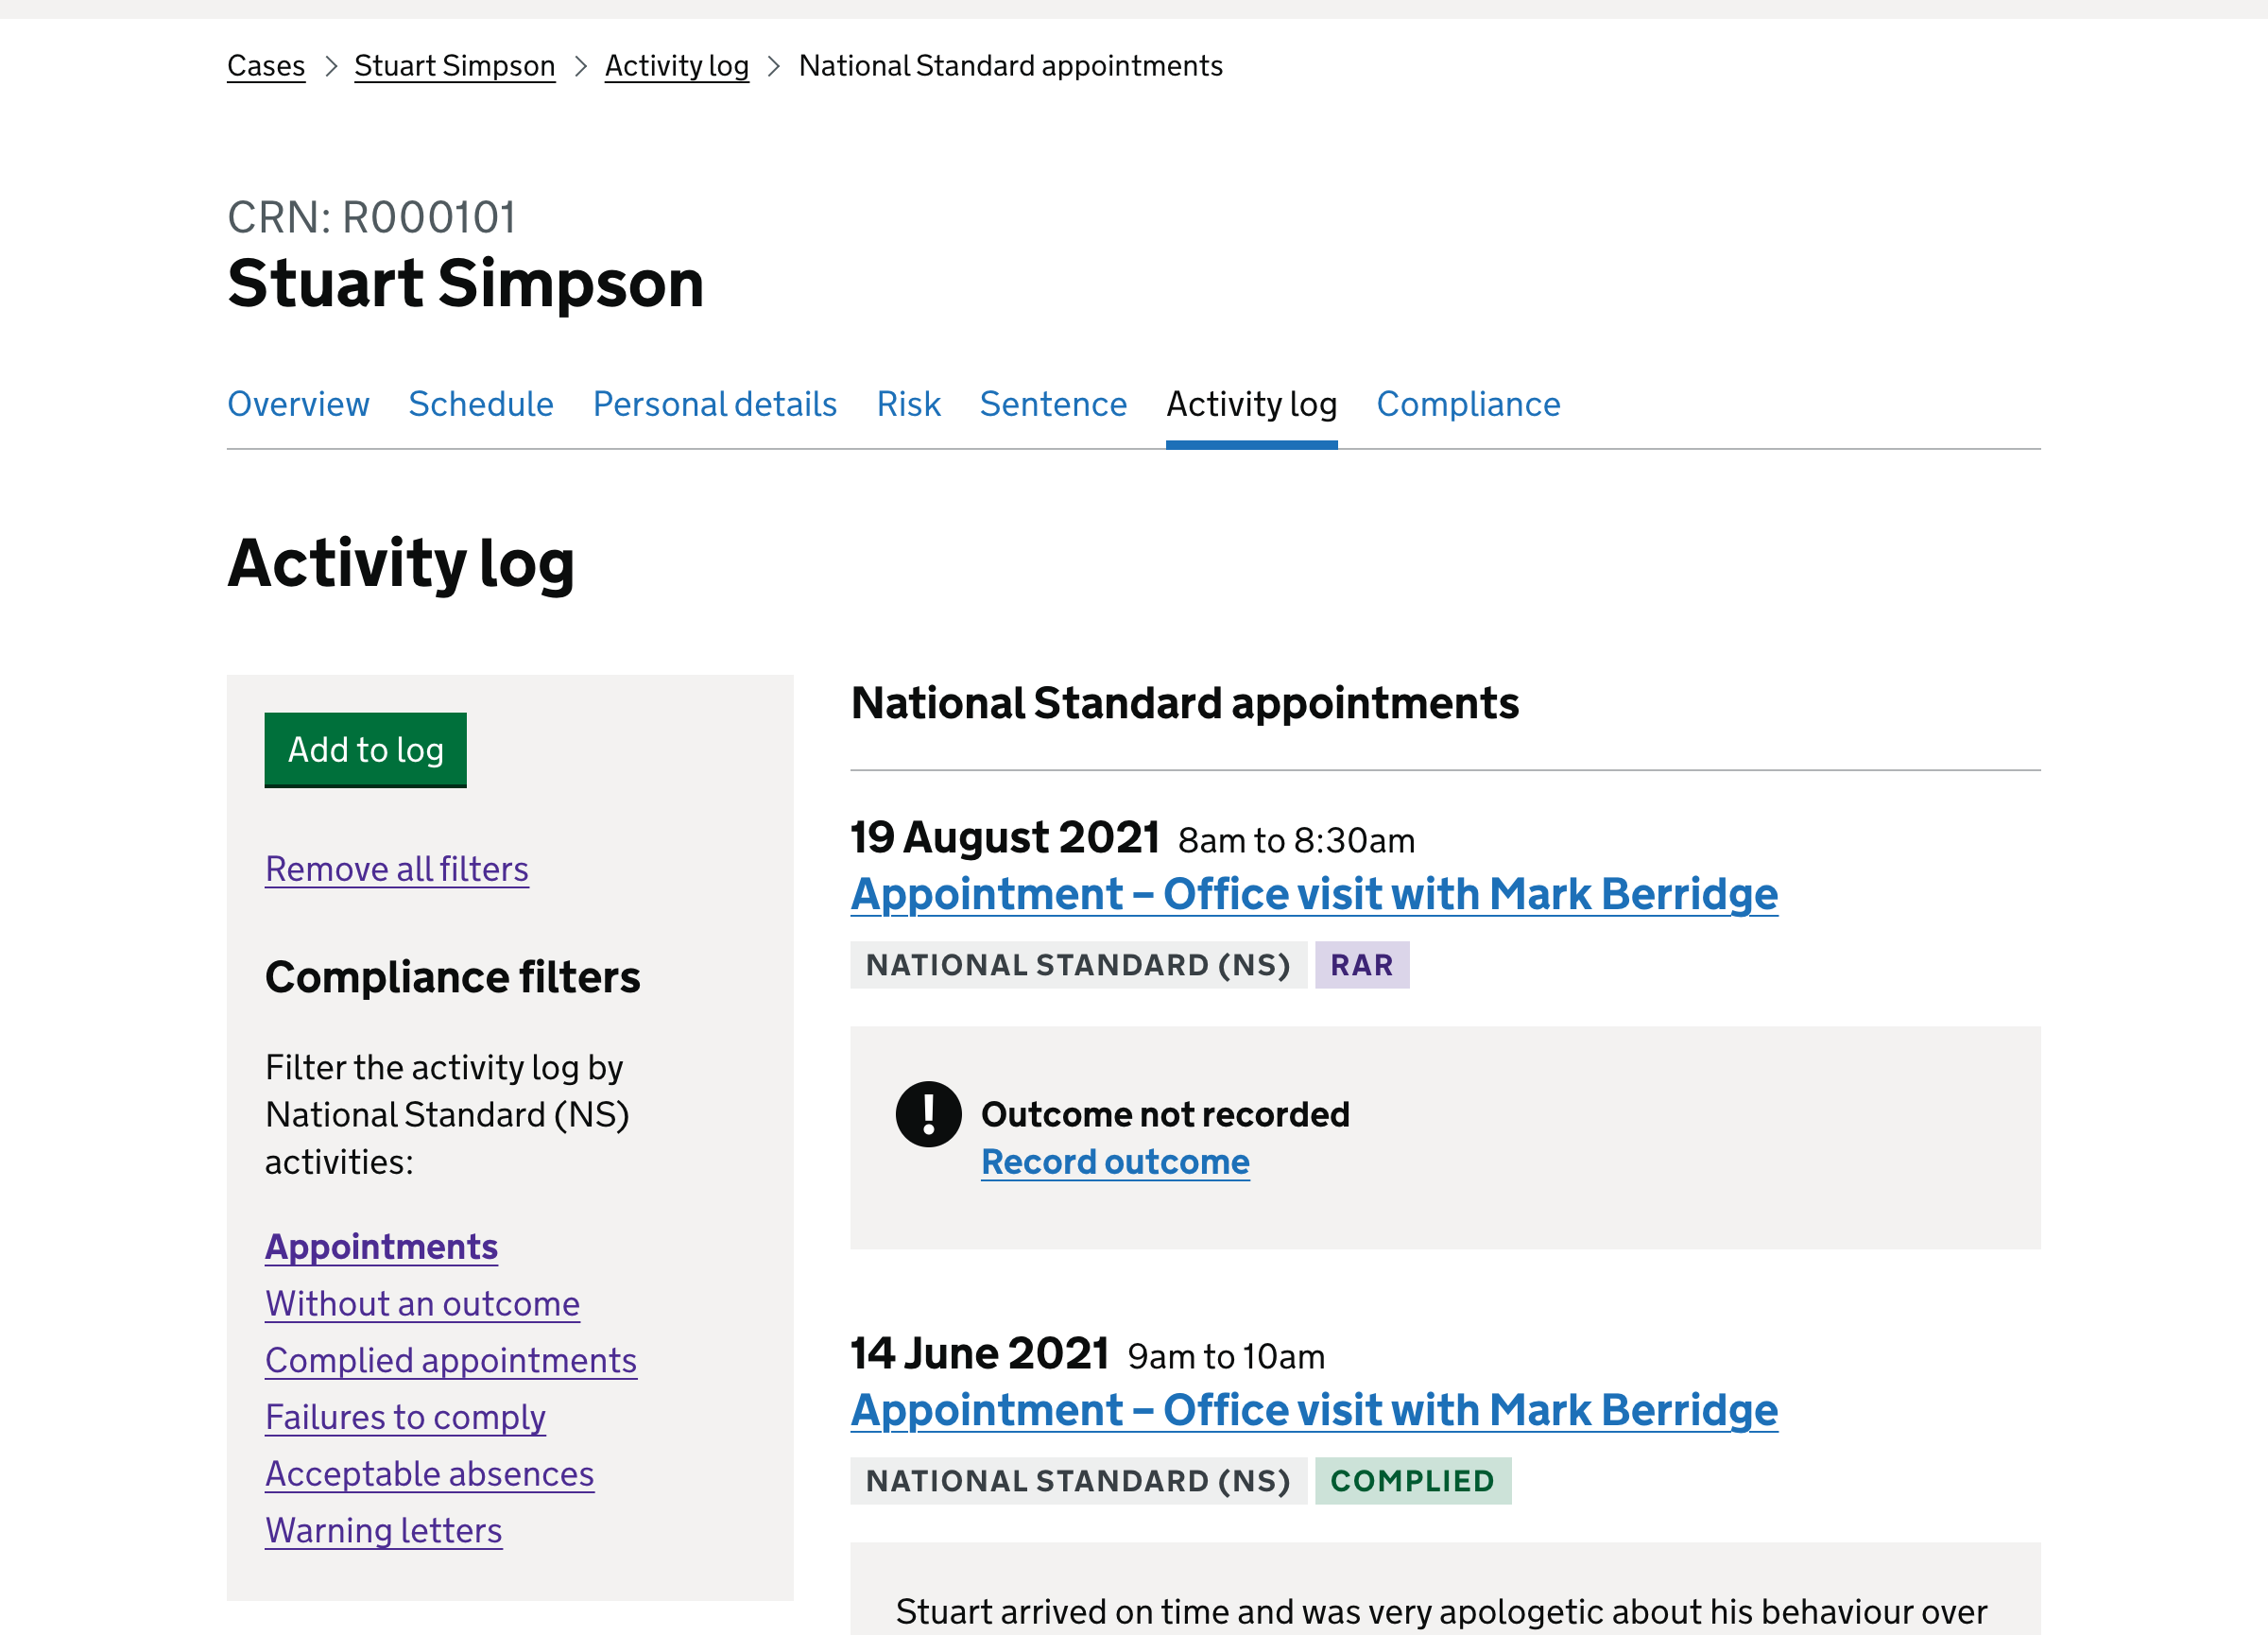 Cases > Stuart Simpson > Activity log > National Standard appointments
CRN: R000101
Stuart Simpson
Overview Schedule Personal details Risk Sentence Activity log Compliance
Activity log
Add to log
Remove all filters
Compliance filters
Filter the activity log by
National Standard (NS)
activities:
Appointments
Without an outcome
Complied appointments
Failures to comply
Acceptable absences
Warning letters
National Standard appointments
19 August 2021 8am to 8:30am
Appointment – Office visit with Mark Berridge
NATIONAL STANDARD (NS) RAR
Outcome not recorded
Record outcome
14 June 2021 9am to 10am
Appointment – Office visit with Mark Berridge
NATIONAL STANDARD (NS) COMPLIED
Stuart arrived on time and was very apologetic about his behaviour over